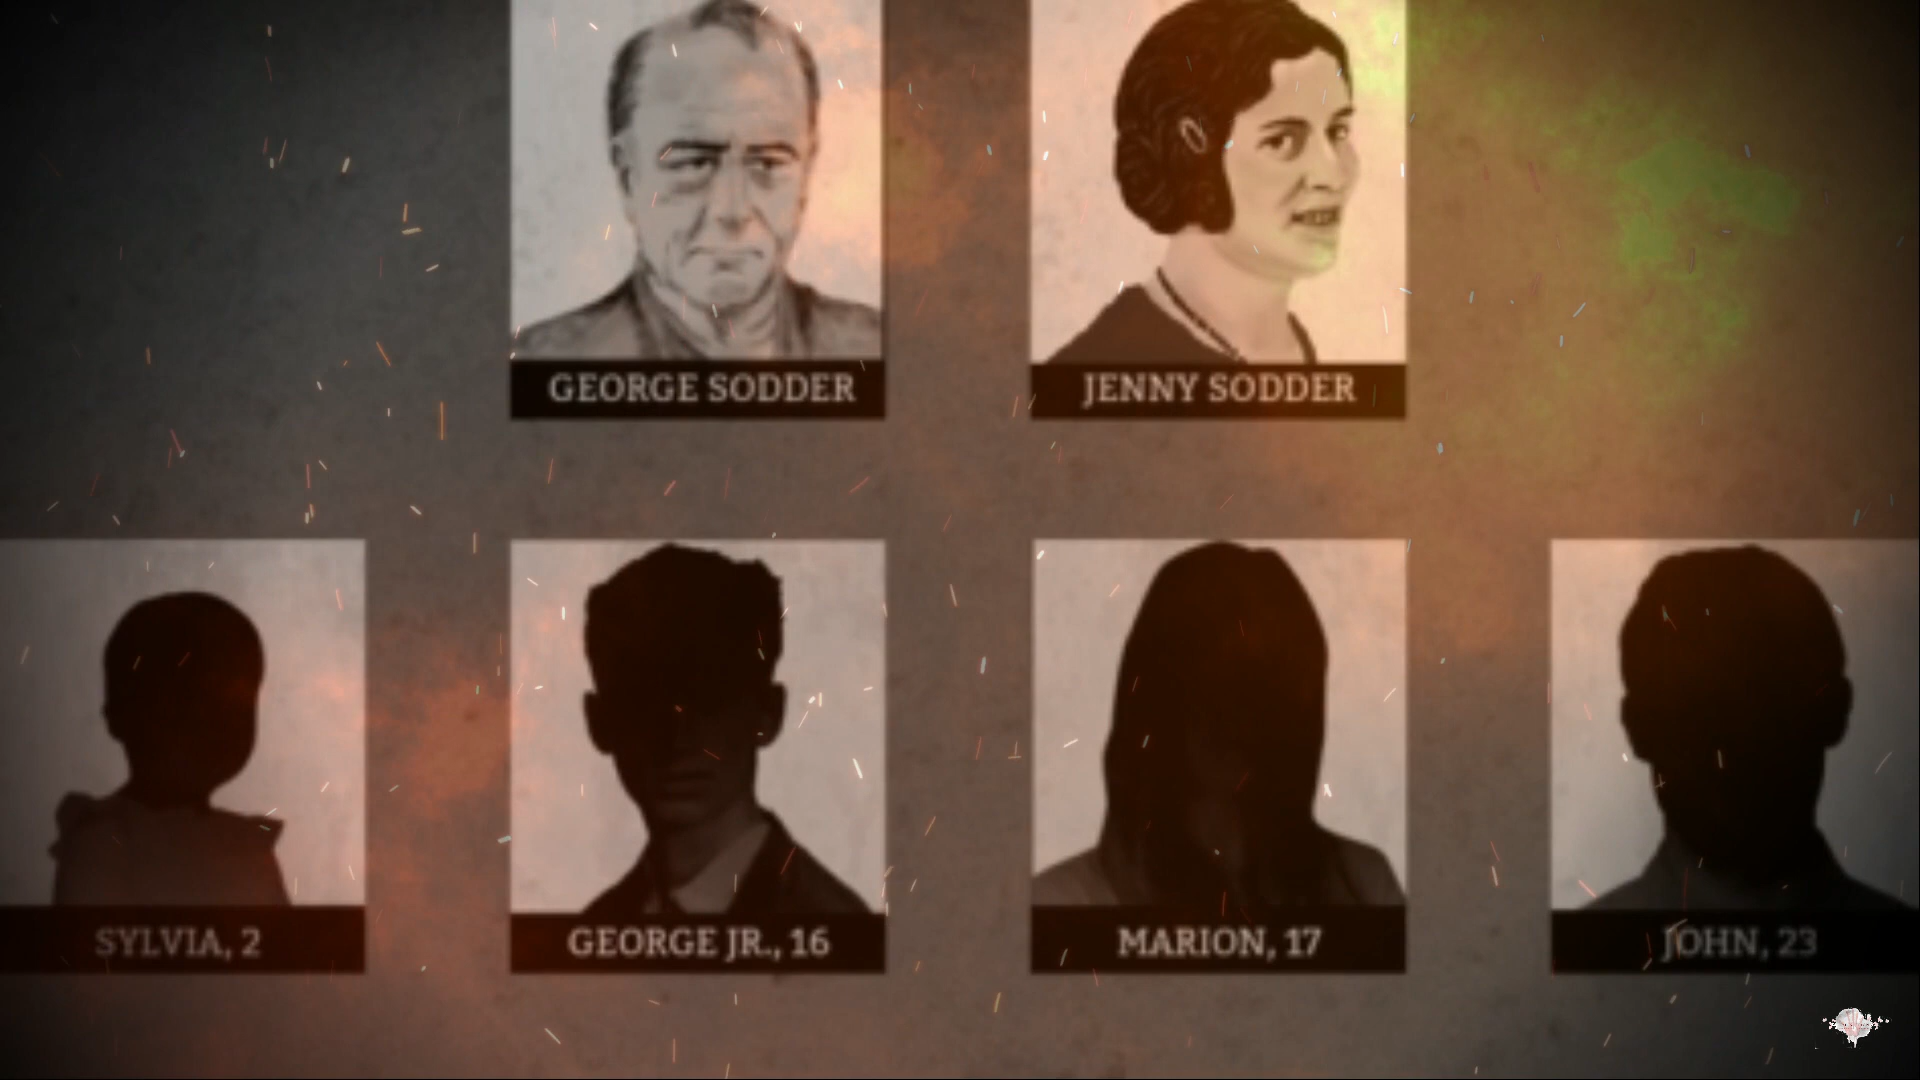 GEORGE SODDER
JENNY SODDER
SYLVIA, 2
GEORGE JR., 16
MARION, 17
JOHN, 23